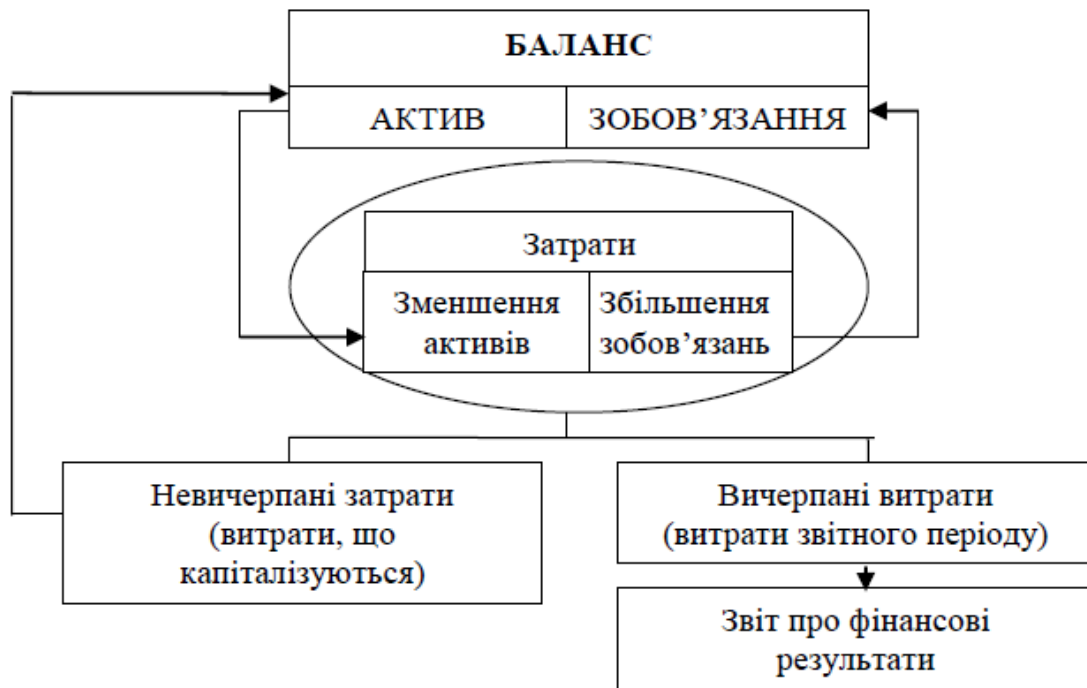 БАЛАНС
АКТИВ
ЗОБОВ’ЯЗАННЯ
Затрати
Зменшення
активів
Збільшення
зобов’язань
Невичерпані затрати
(витрати, що
капіталізуються)
Вичерпані витрати
(витрати звітного періоду)
Звіт про фінансові
результати